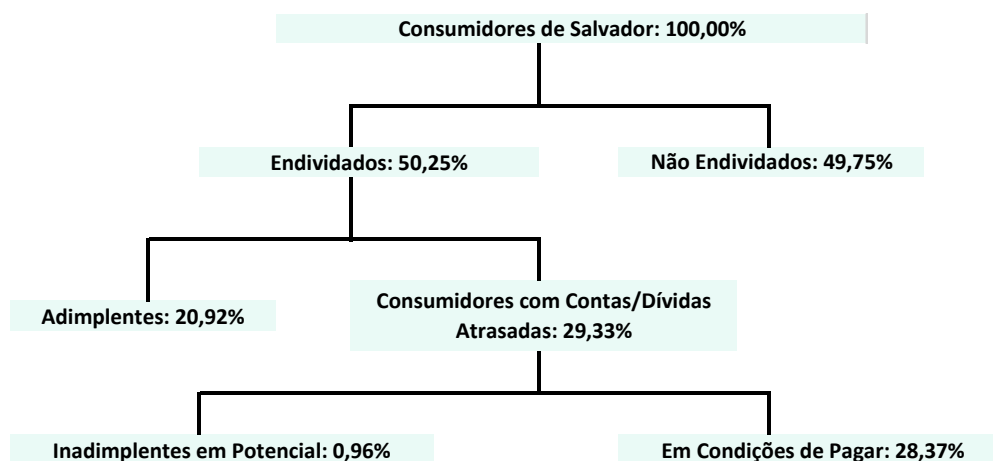 Consumidores de Salvador: 100,00%
Endividados: 50,25%
Não Endividados: 49,75%
Adimplentes: 20,92%
Consumidores com Contas/Dívidas
Atrasadas: 29,33%
Inadimplentes em Potencial: 0,96%
Em Condições de Pagar: 28,37%